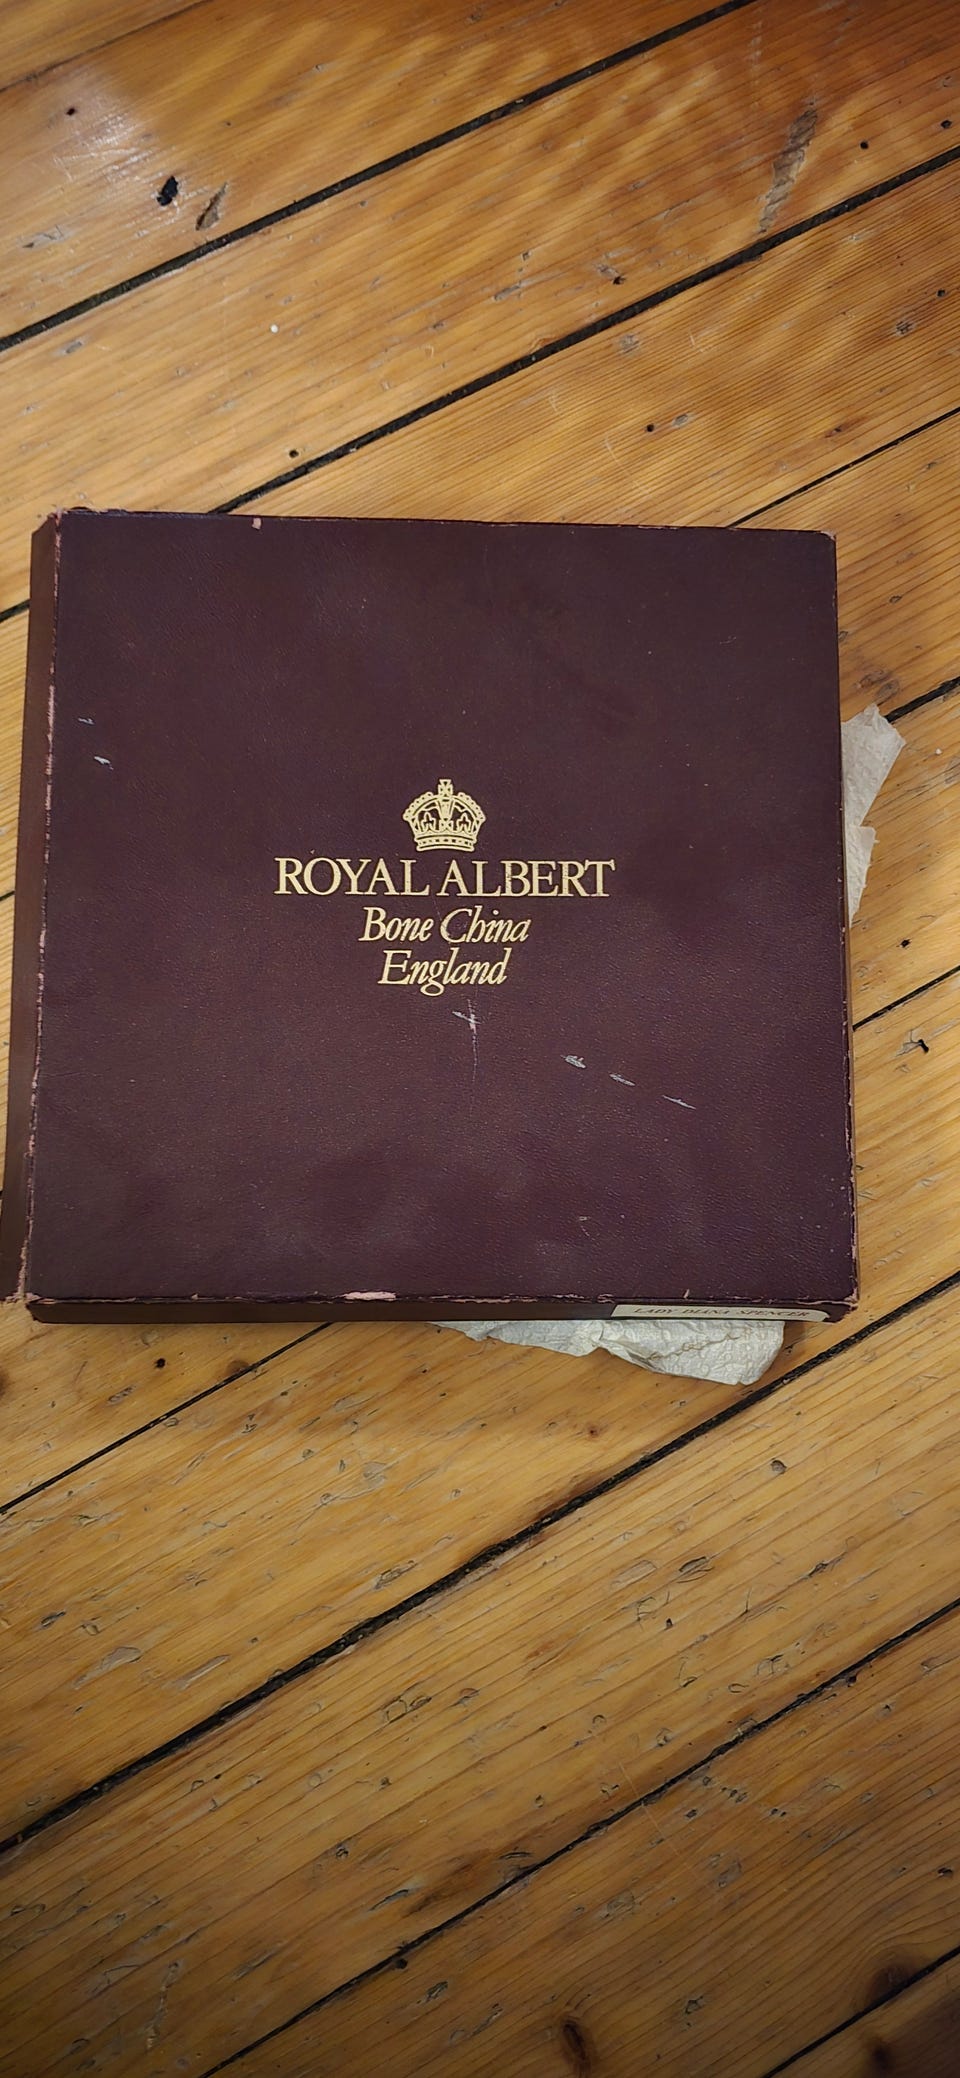 ROYAL ALBERT
Bone China
England
LADY DIANA SPENCER